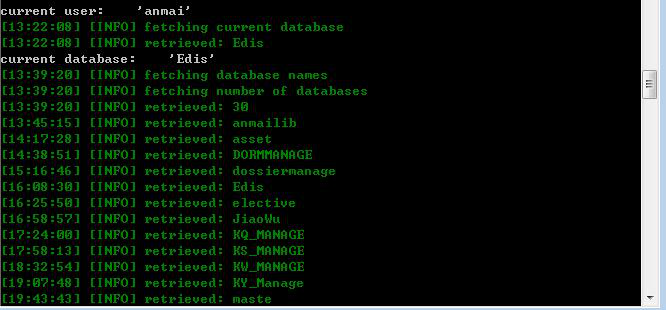 current user:    'anmai'
[13:22:08] [INFO] fetching current database
[13:22:08] [INFO] retrieved: Edis
current database:    'Edis'
[13:39:20] [INFO] fetching database names
[13:39:20] [INFO] fetching number of databases
[13:39:20] [INFO] retrieved: 30
[13:45:15] [INFO] retrieved: anmailib
[14:17:28] [INFO] retrieved: asset
[14:38:51] [INFO] retrieved: DORMMANAGE
[15:16:46] [INFO] retrieved: dossiermanage
[16:08:30] [INFO] retrieved: Edis
[16:25:50] [INFO] retrieved: elective
[16:58:57] [INFO] retrieved: JiaoWu
[17:24:00] [INFO] retrieved: KQ_MANAGE
[17:58:13] [INFO] retrieved: KS_MANAGE
[18:32:54] [INFO] retrieved: KW_MANAGE
[19:07:48] [INFO] retrieved: KY_Manage
[19:43:43] [INFO] retrieved: maste